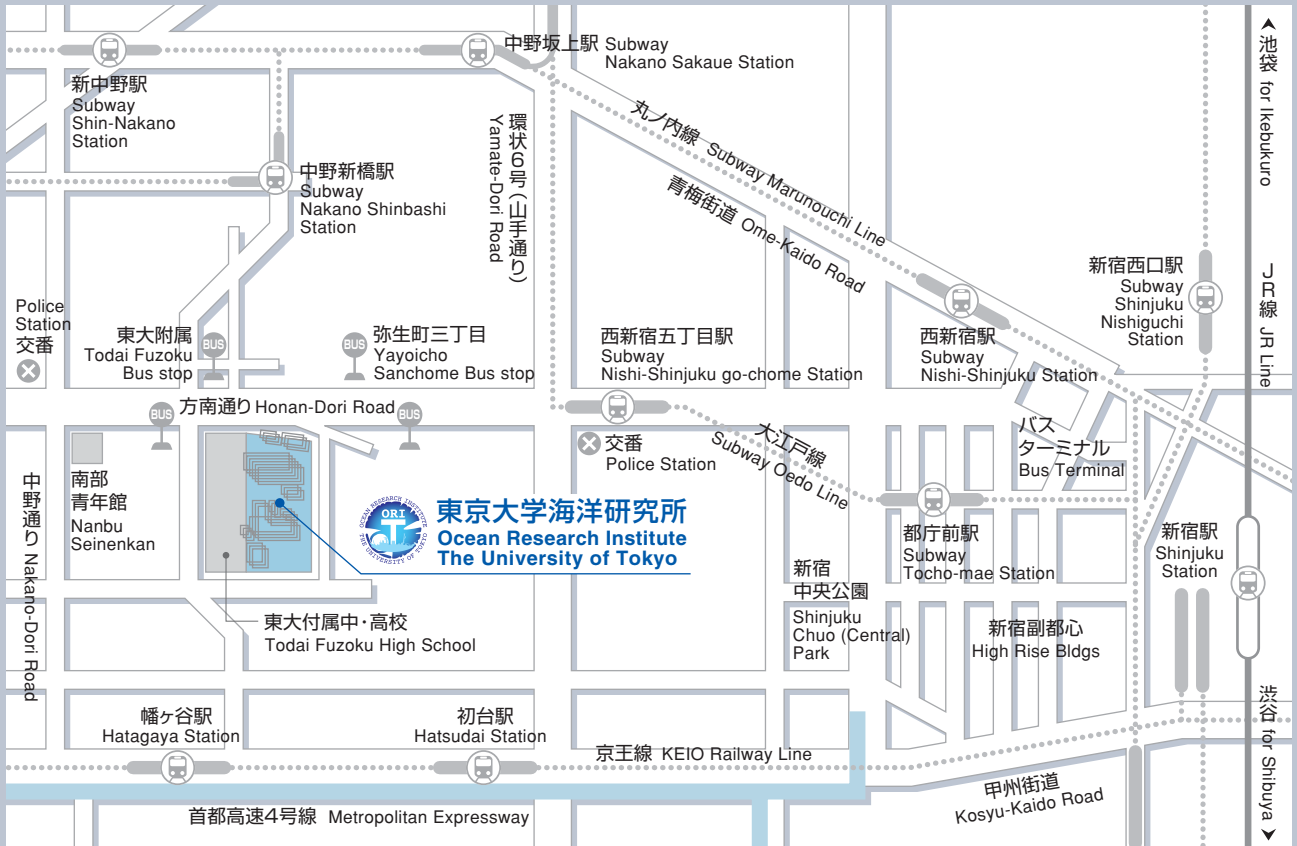 中野坂上駅 Subway
Nakano Sakaue Station
新中野駅
Subway
Shin-Nakano
Station
中野新橋駅
Subway
Nakano Shinbashi
Station
環状6号（山手通り）
Yamate-Dori Road
丸ノ内線 Subway Marunouchi Line
青梅街道 Ome-Kaido Road
池袋 for Ikebukuro
JR線 JR Line
新宿西口駅
Subway
Shinjuku
Nishiguchi
Station
Police
Station
交番
東大附属
Todai Fuzoku
Bus stop
BUS
BUS
弥生町三丁目
Yayoicho
Sanchome Bus stop
西新宿五丁目駅
Subway
Nishi-Shinjuku go-chome Station
西新宿駅
Subway
Nishi-Shinjuku Station
BUS
方南通り Honan-Dori Road
BUS
交番
Police Station
大江戸線
Subway Oedo Line
バス
ターミナル
Bus Terminal
中野通り Nakano-Dori Road
南部
青年館
Nanbu
Seinenkan
OCEAN RESEARCH INSTITUTE
ORI
THE UNIVERSITY OF TOKYO
東京大学海洋研究所
Ocean Research Institute
The University of Tokyo
都庁前駅
Subway
Tocho-mae Station
新宿駅
Shinjuku
Station
新宿
中央公園
Shinjuku
Chuo (Central)
Park
新宿副都心
High Rise Bldgs
東大付属中・高校
Todai Fuzoku High School
幡ヶ谷駅
Hatagaya Station
初台駅
Hatsudai Station
京王線 KEIO Railway Line
甲州街道
Kosyu-Kaido Road
渋谷 for Shibuya
首都高速4号線 Metropolitan Expressway